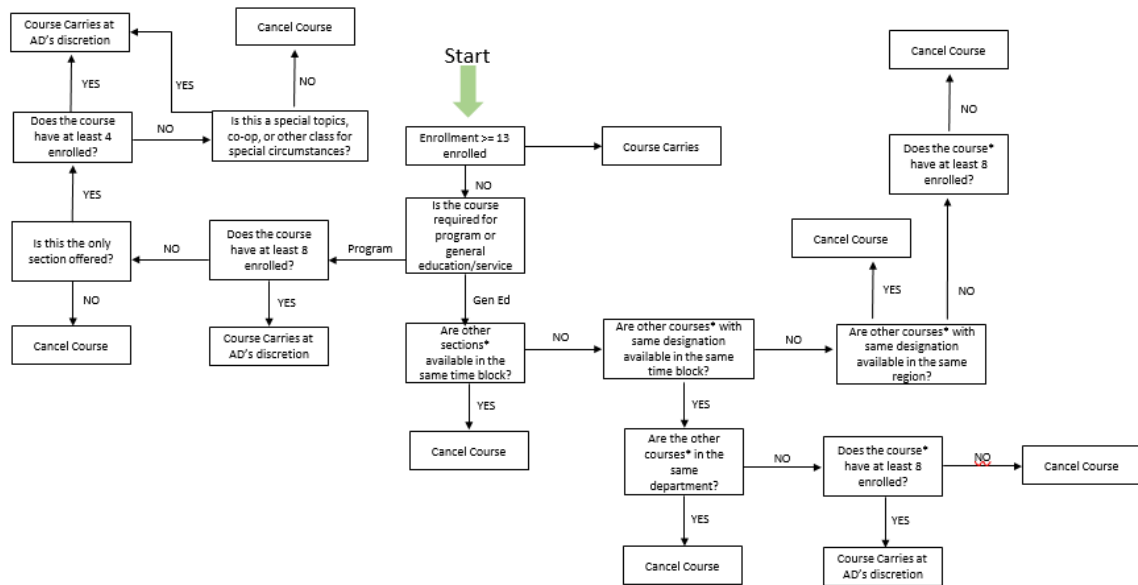 Course Carries at
AD's discretion
Cancel Course
Start
Cancel Course
YES
YES
NO
NO
Does the course
have at least 4
enrolled?
NO
Is this a special topics,
co-op, or other class for
special circumstances?
Enrollment >= 13
enrolled
Course Carries
Does the course*
have at least 8
enrolled?
YES
NO
Is this the only
section offered?
NO
Does the course
have at least 8
enrolled?
Program
Is the course
required for
program or
general
education/service
Cancel Course
NO
YES
Gen Ed
YES
NO
Cancel Course
Course Carries at
AD's discretion
Are other
sections*
available in the
same time block?
NO
Are other courses* with
same designation
available in the same
time block?
NO
Are other courses* with
same designation
available in the same
region?
YES
YES
Cancel Course
Are the other
courses* in the
same
department?
NO
Does the course*
have at least 8
enrolled?
NO
Cancel Course
YES
YES
Cancel Course
Course Carries at
AD's discretion